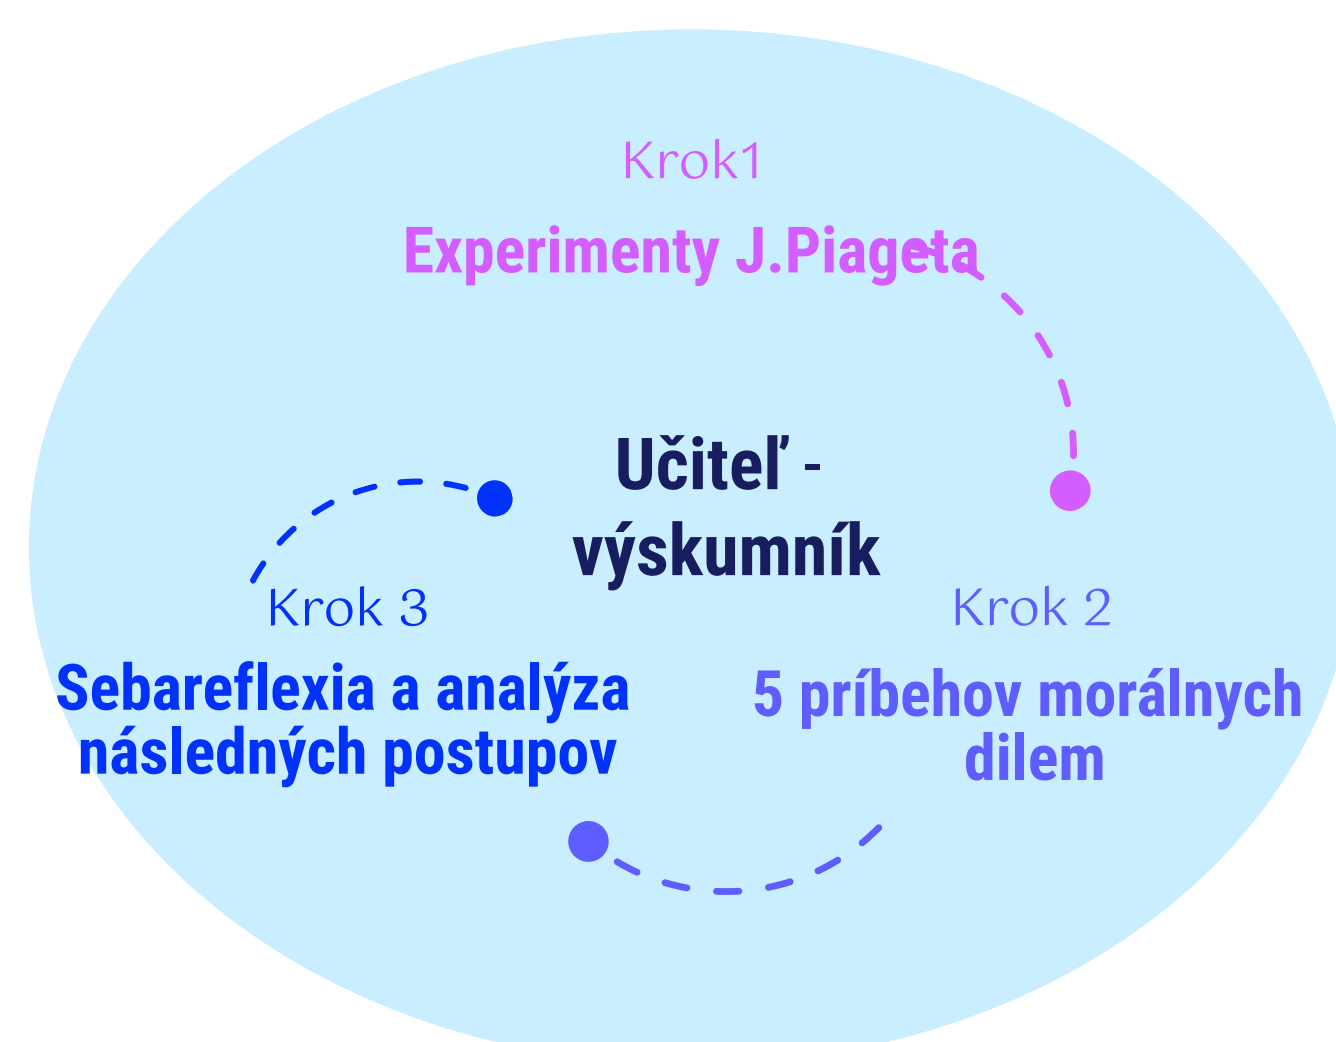 Krok1
Experimenty J.Piageta
Učiteľ -
výskumník
Krok 2
5 príbehov morálnych
dilem
Krok 3
Sebareflexia a analýza
následných postupov